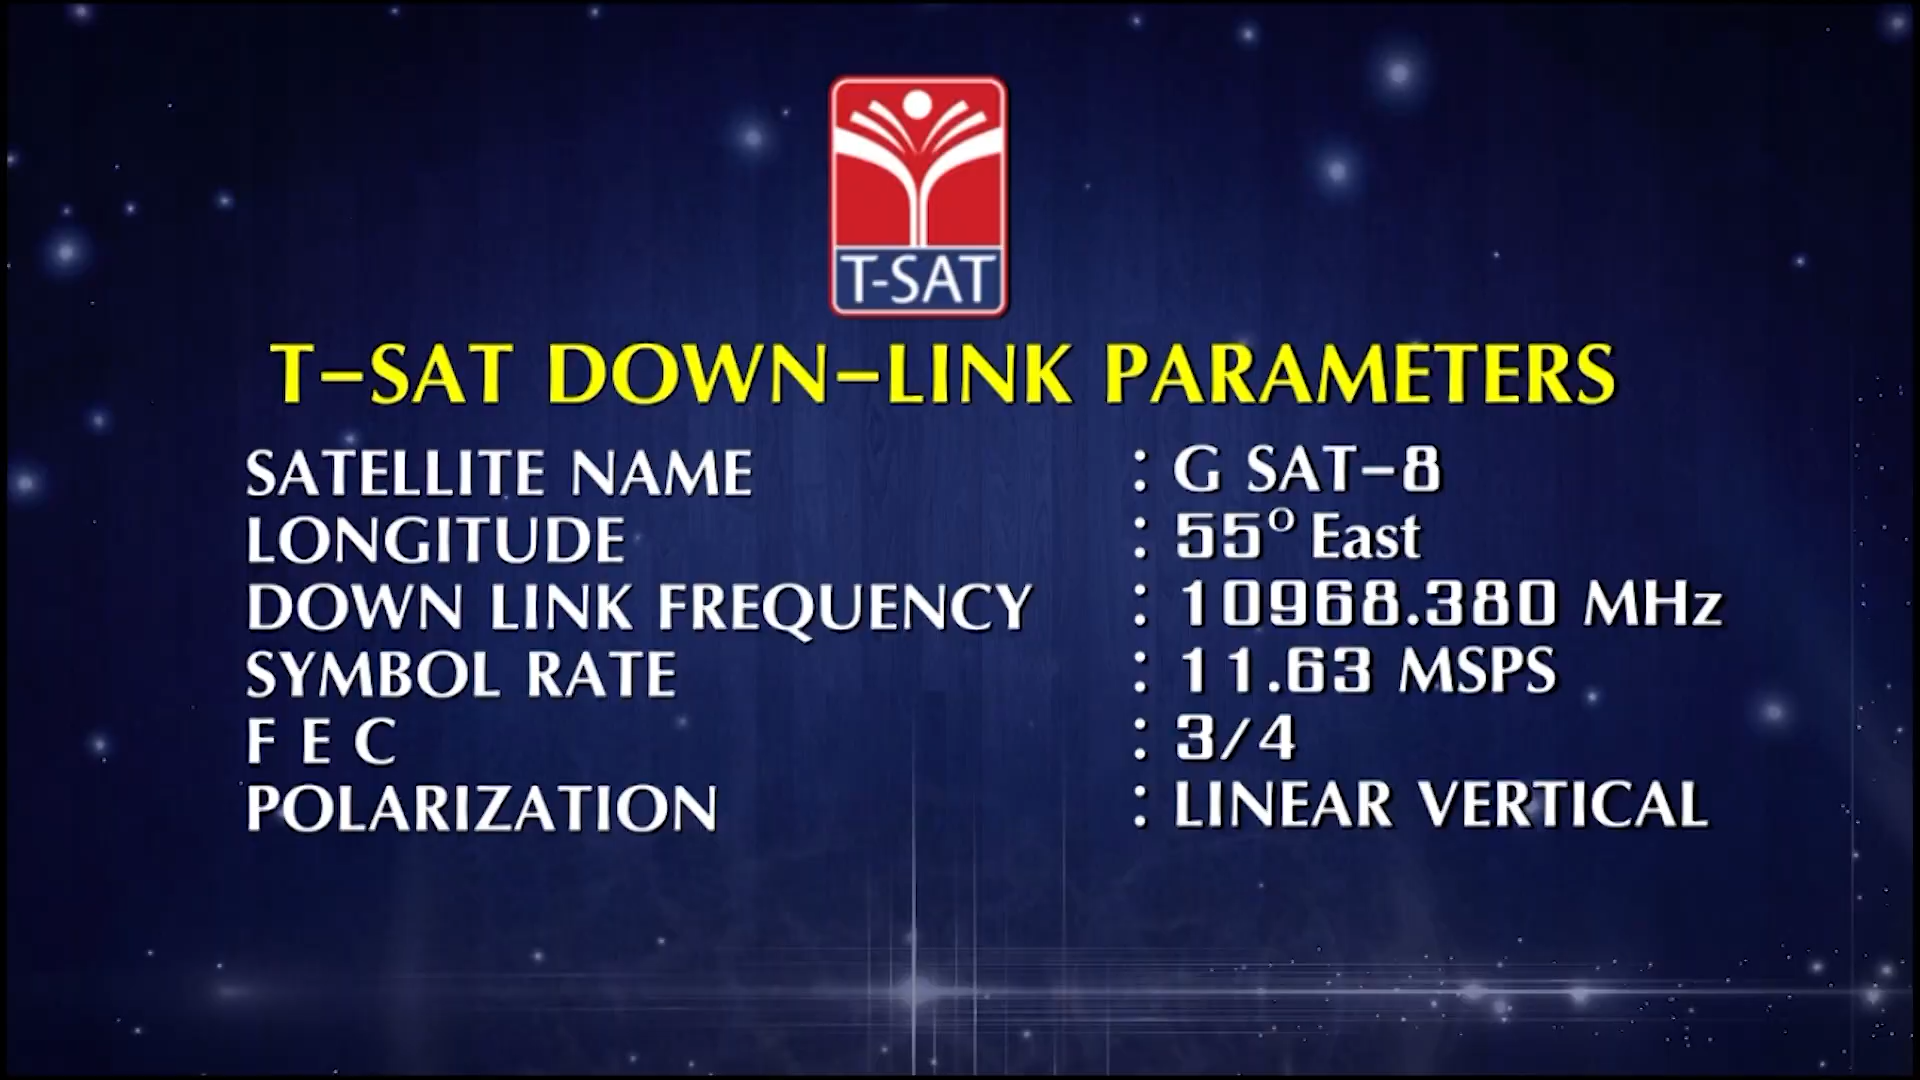 T-SAT
T-SAT DOWN-LINK PARAMETERS
SATELLITE NAME : G SAT-8
LONGITUDE : 55° East
DOWN LINK FREQUENCY : 10968.380 MHz
SYMBOL RATE : 11.63 MSPS
F E C : 3/4
POLARIZATION : LINEAR VERTICAL